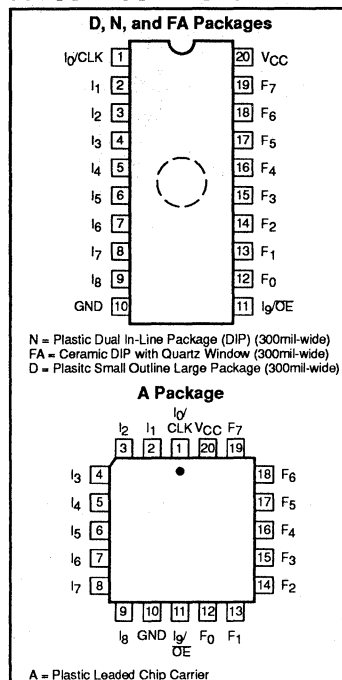 D, N, and FA Packages
I0/CLK 1 20 VCC
I1 2 19 F7
I2 3 18 F6
I3 4 17 F5
I4 5 16 F4
I5 6 15 F3
I6 7 14 F2
I7 8 13 F1
I8 9 12 F0
GND 10 11 I9/OE
N = Plastic Dual In-Line Package (DIP) (300mil-wide)
FA = Ceramic DIP with Quartz Window (300mil-wide)
D = Plasitc Small Outline Large Package (300mil-wide)
A Package
I0/
I2 I1 CLK VCC F7
3 2 1 20 19
I3 4 18 F6
I4 5 17 F5
I5 6 16 F4
I6 7 15 F3
I7 8 14 F2
9 10 11 12 13
I8 GND I9/ F0 F1
OE
A = Plastic Leaded Chip Carrier